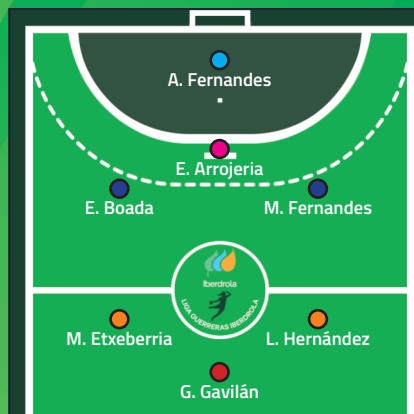 A. Fernandes
E. Arrojeria
E. Boada
M. Fernandes
Iberdrola
LIGA GUERRERAS IBERDROLA
M. Etxeberria
L. Hernández
G. Gavilán